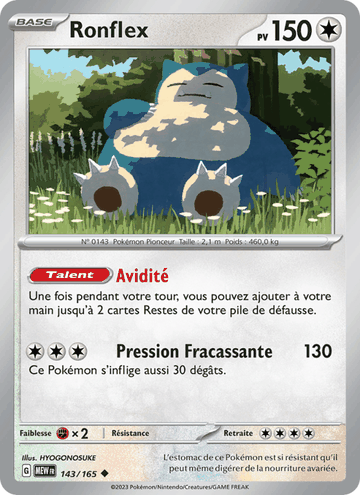 BASE Ronflex PV 150
N° 0143 Pokémon Pionceur Taille : 2,1 m Poids : 460,0 kg
Talent Avidité
Une fois pendant votre tour, vous pouvez ajouter à votre
main jusqu'à 2 cartes Restes de votre pile de défausse.
Pression Fracassante 130
Ce Pokémon s'inflige aussi 30 dégâts.
Faiblesse × 2 Résistance Retraite
Illus. HYOGONOSUKE
G MEW FR 143/165
L'estomac de ce Pokémon est si résistant qu'il
peut même digérer de la nourriture avariée.
©2023 Pokémon/Nintendo/Creatures/GAME FREAK